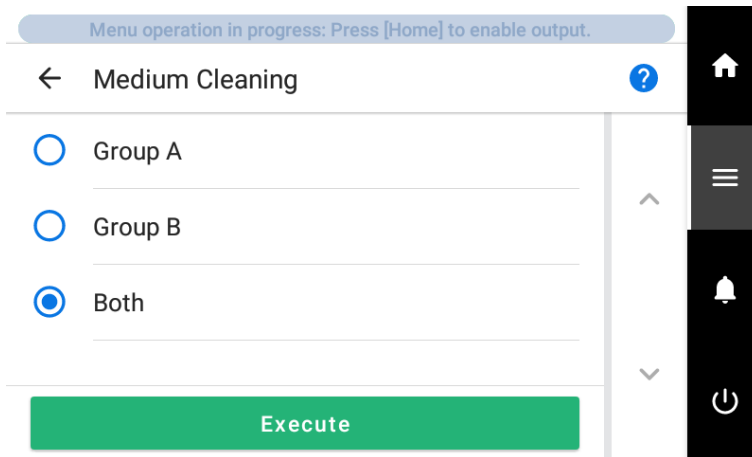 Menu operation in progress: Press [Home] to enable output.
Medium Cleaning
?
Group A
Group B
Both
Execute